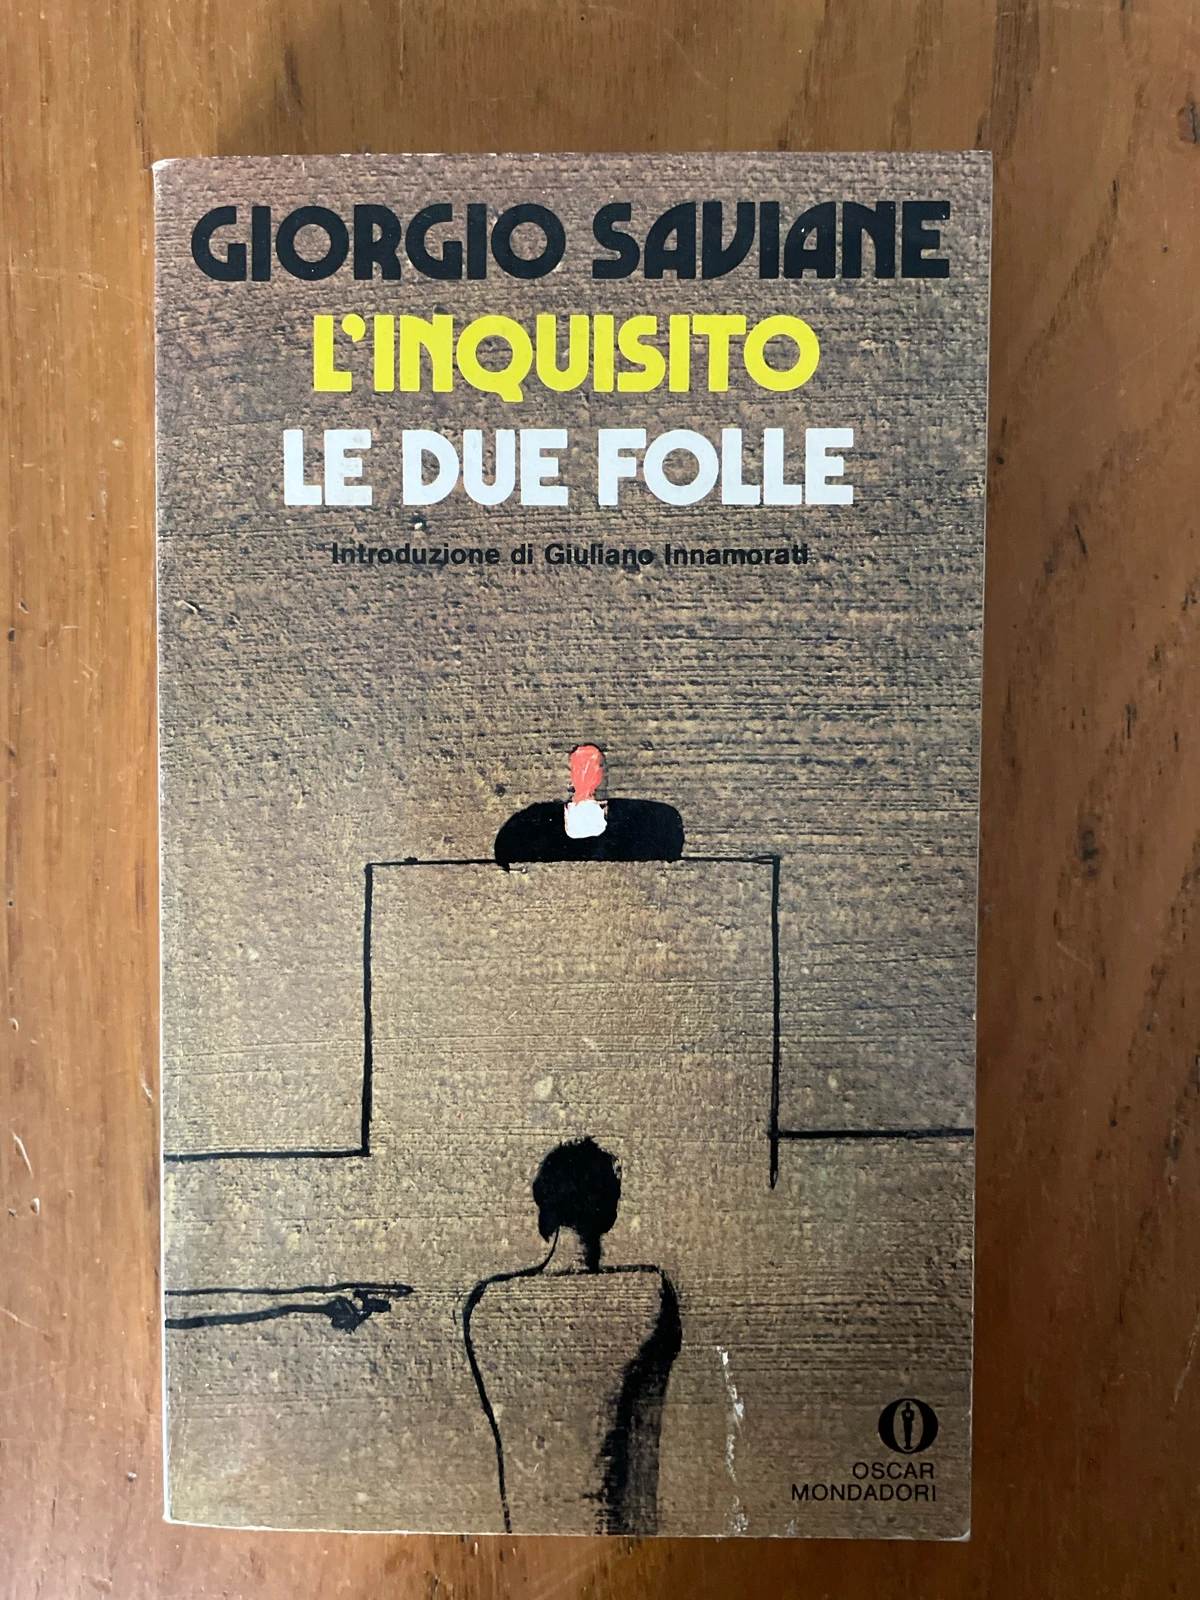 GIORGIO SAVIANE
L'INQUISITO
LE DUE FOLLE
Introduzione di Giuliano Innamorati
OSCAR
MONDADORI